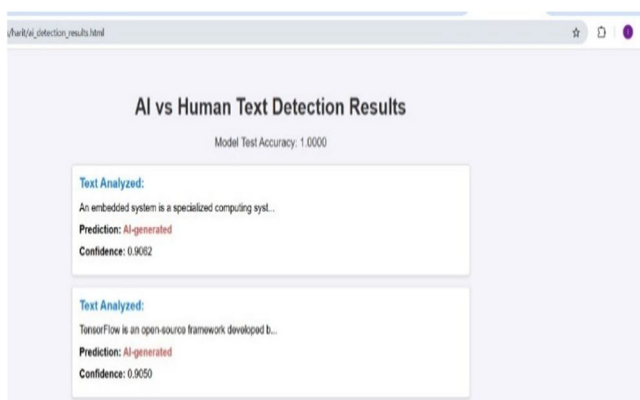 /harit/ai_detection_results.html
AI vs Human Text Detection Results
Model Test Accuracy: 1.0000
Text Analyzed:
An embedded system is a specialized computing syst...
Prediction: AI-generated
Confidence: 0.9062
Text Analyzed:
TensorFlow is an open-source framework developed b...
Prediction: AI-generated
Confidence: 0.9050